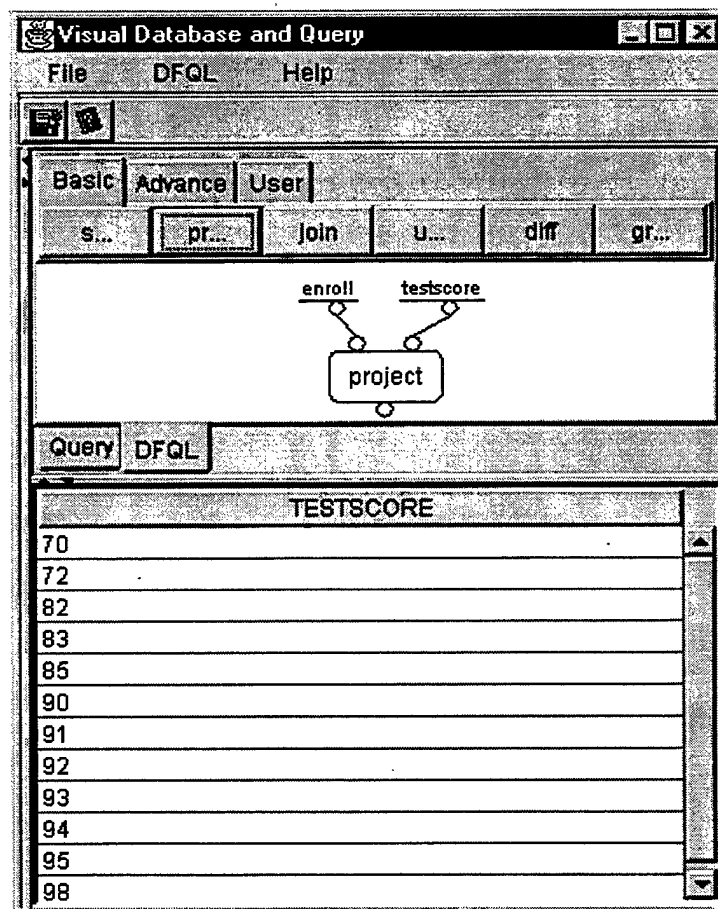 Visual Database and Query
File DFQL Help
Basic Advance User
s... pr... join u... diff gr...
enroll testscore
project
Query DFQL
TESTSCORE
70
72
82
83
85
90
91
92
93
94
95
98